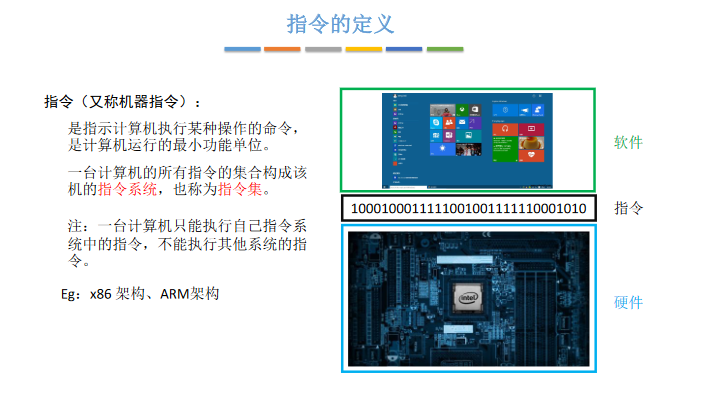 指令的定义
指令（又称机器指令）：
是指示计算机执行某种操作的命令，
是计算机运行的最小功能单位。
一台计算机的所有指令的集合构成该
机的指令系统，也称为指令集。
注：一台计算机只能执行自己指令系
统中的指令，不能执行其他系统的指
令。
Eg：x86 架构、ARM架构
软件
1000100011111001001111110001010
指令
intel
硬件